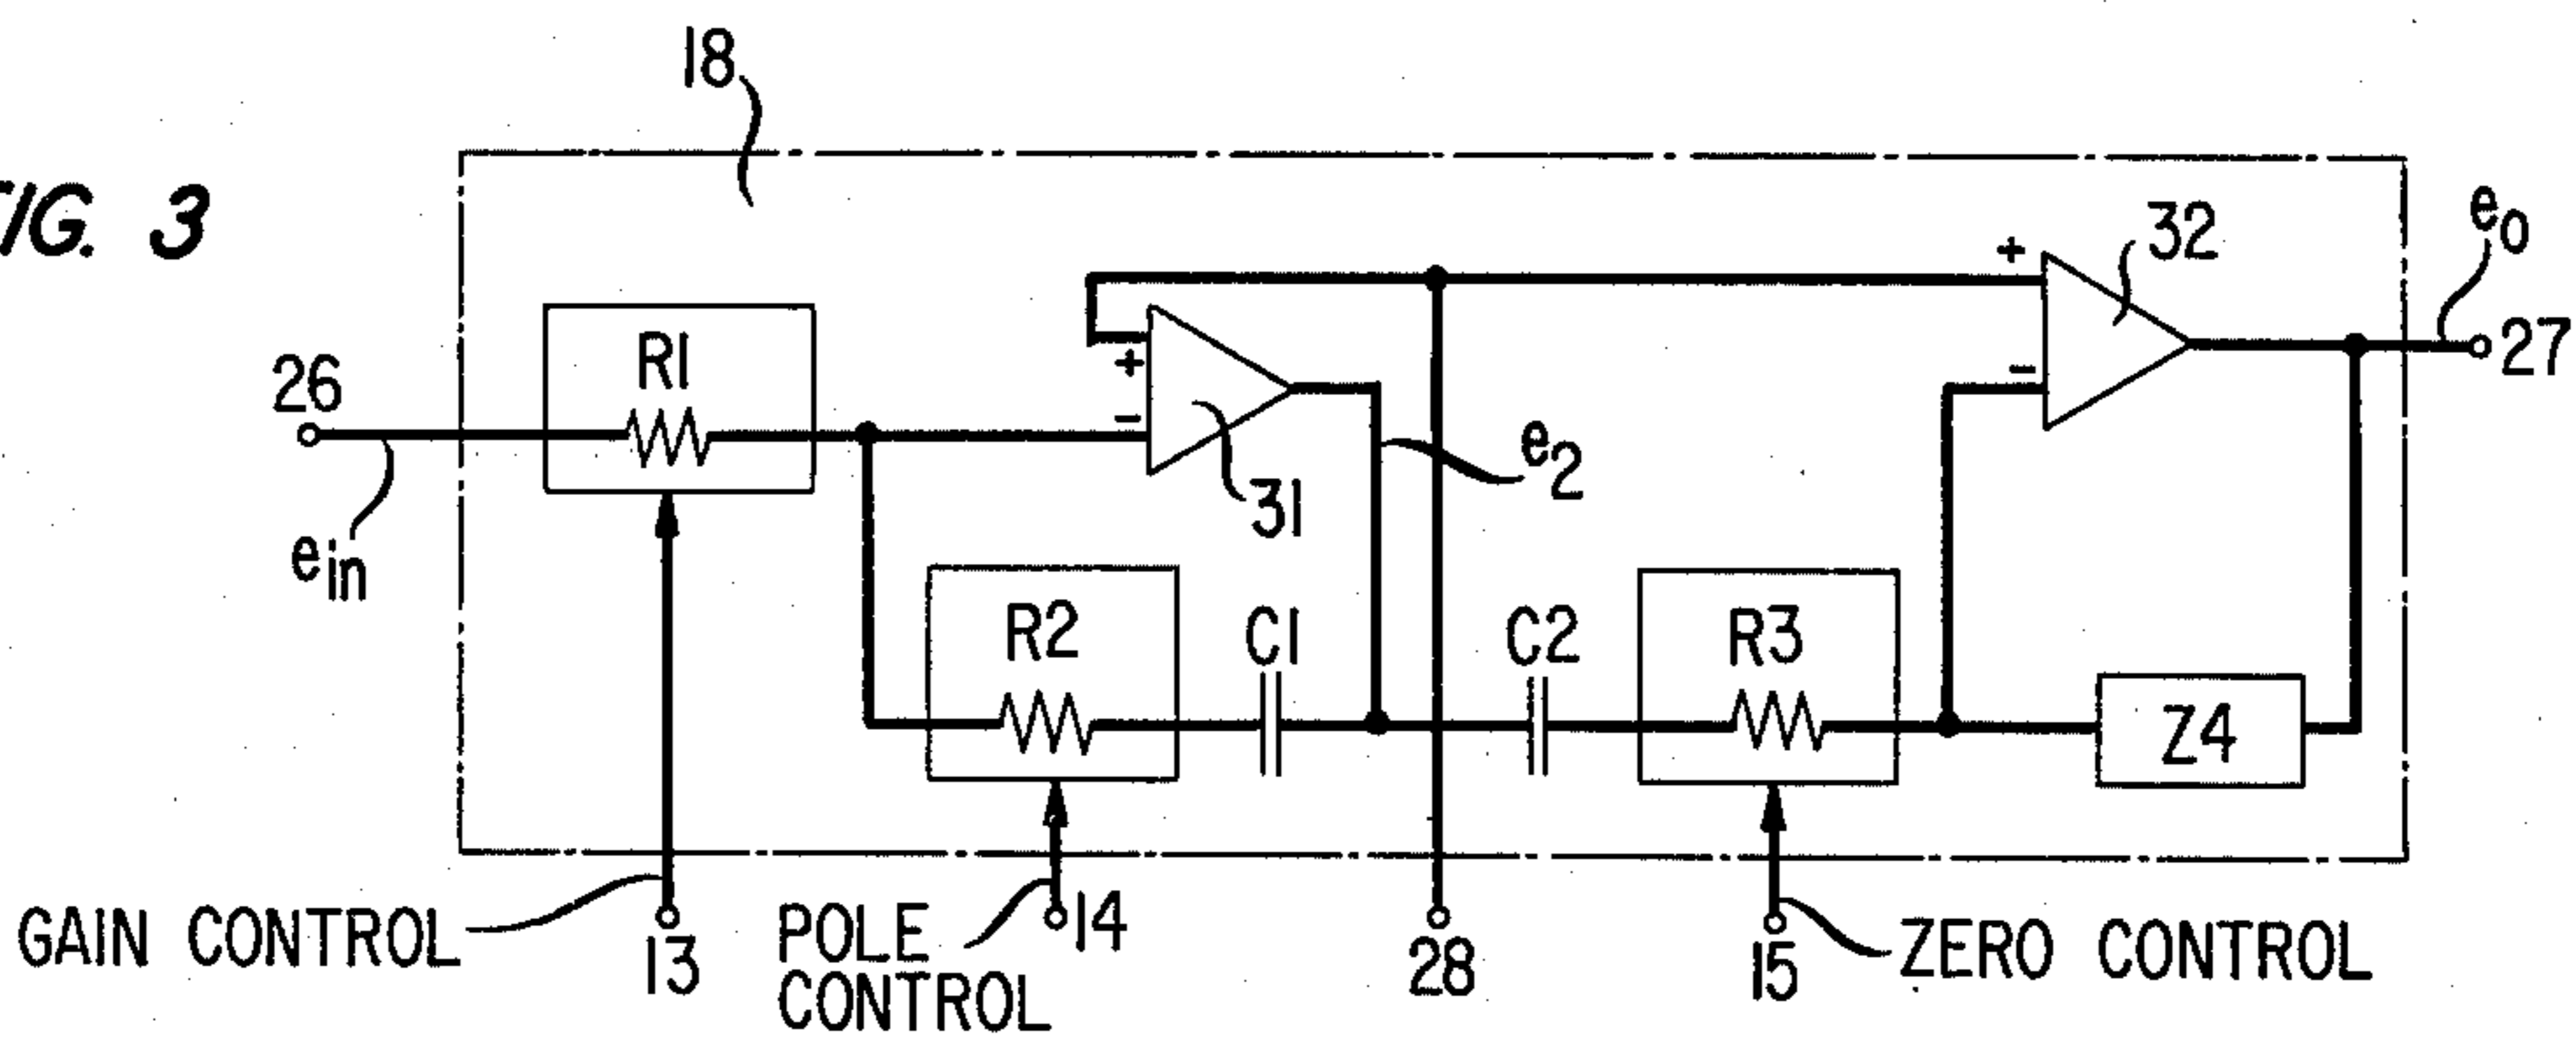 18
FIG. 3
e0
32
+
27
R1
26
+
-
-
e2
31
ein
R2
C1
C2
R3
Z4
GAIN CONTROL
13
POLE
CONTROL
14
28
15
ZERO CONTROL